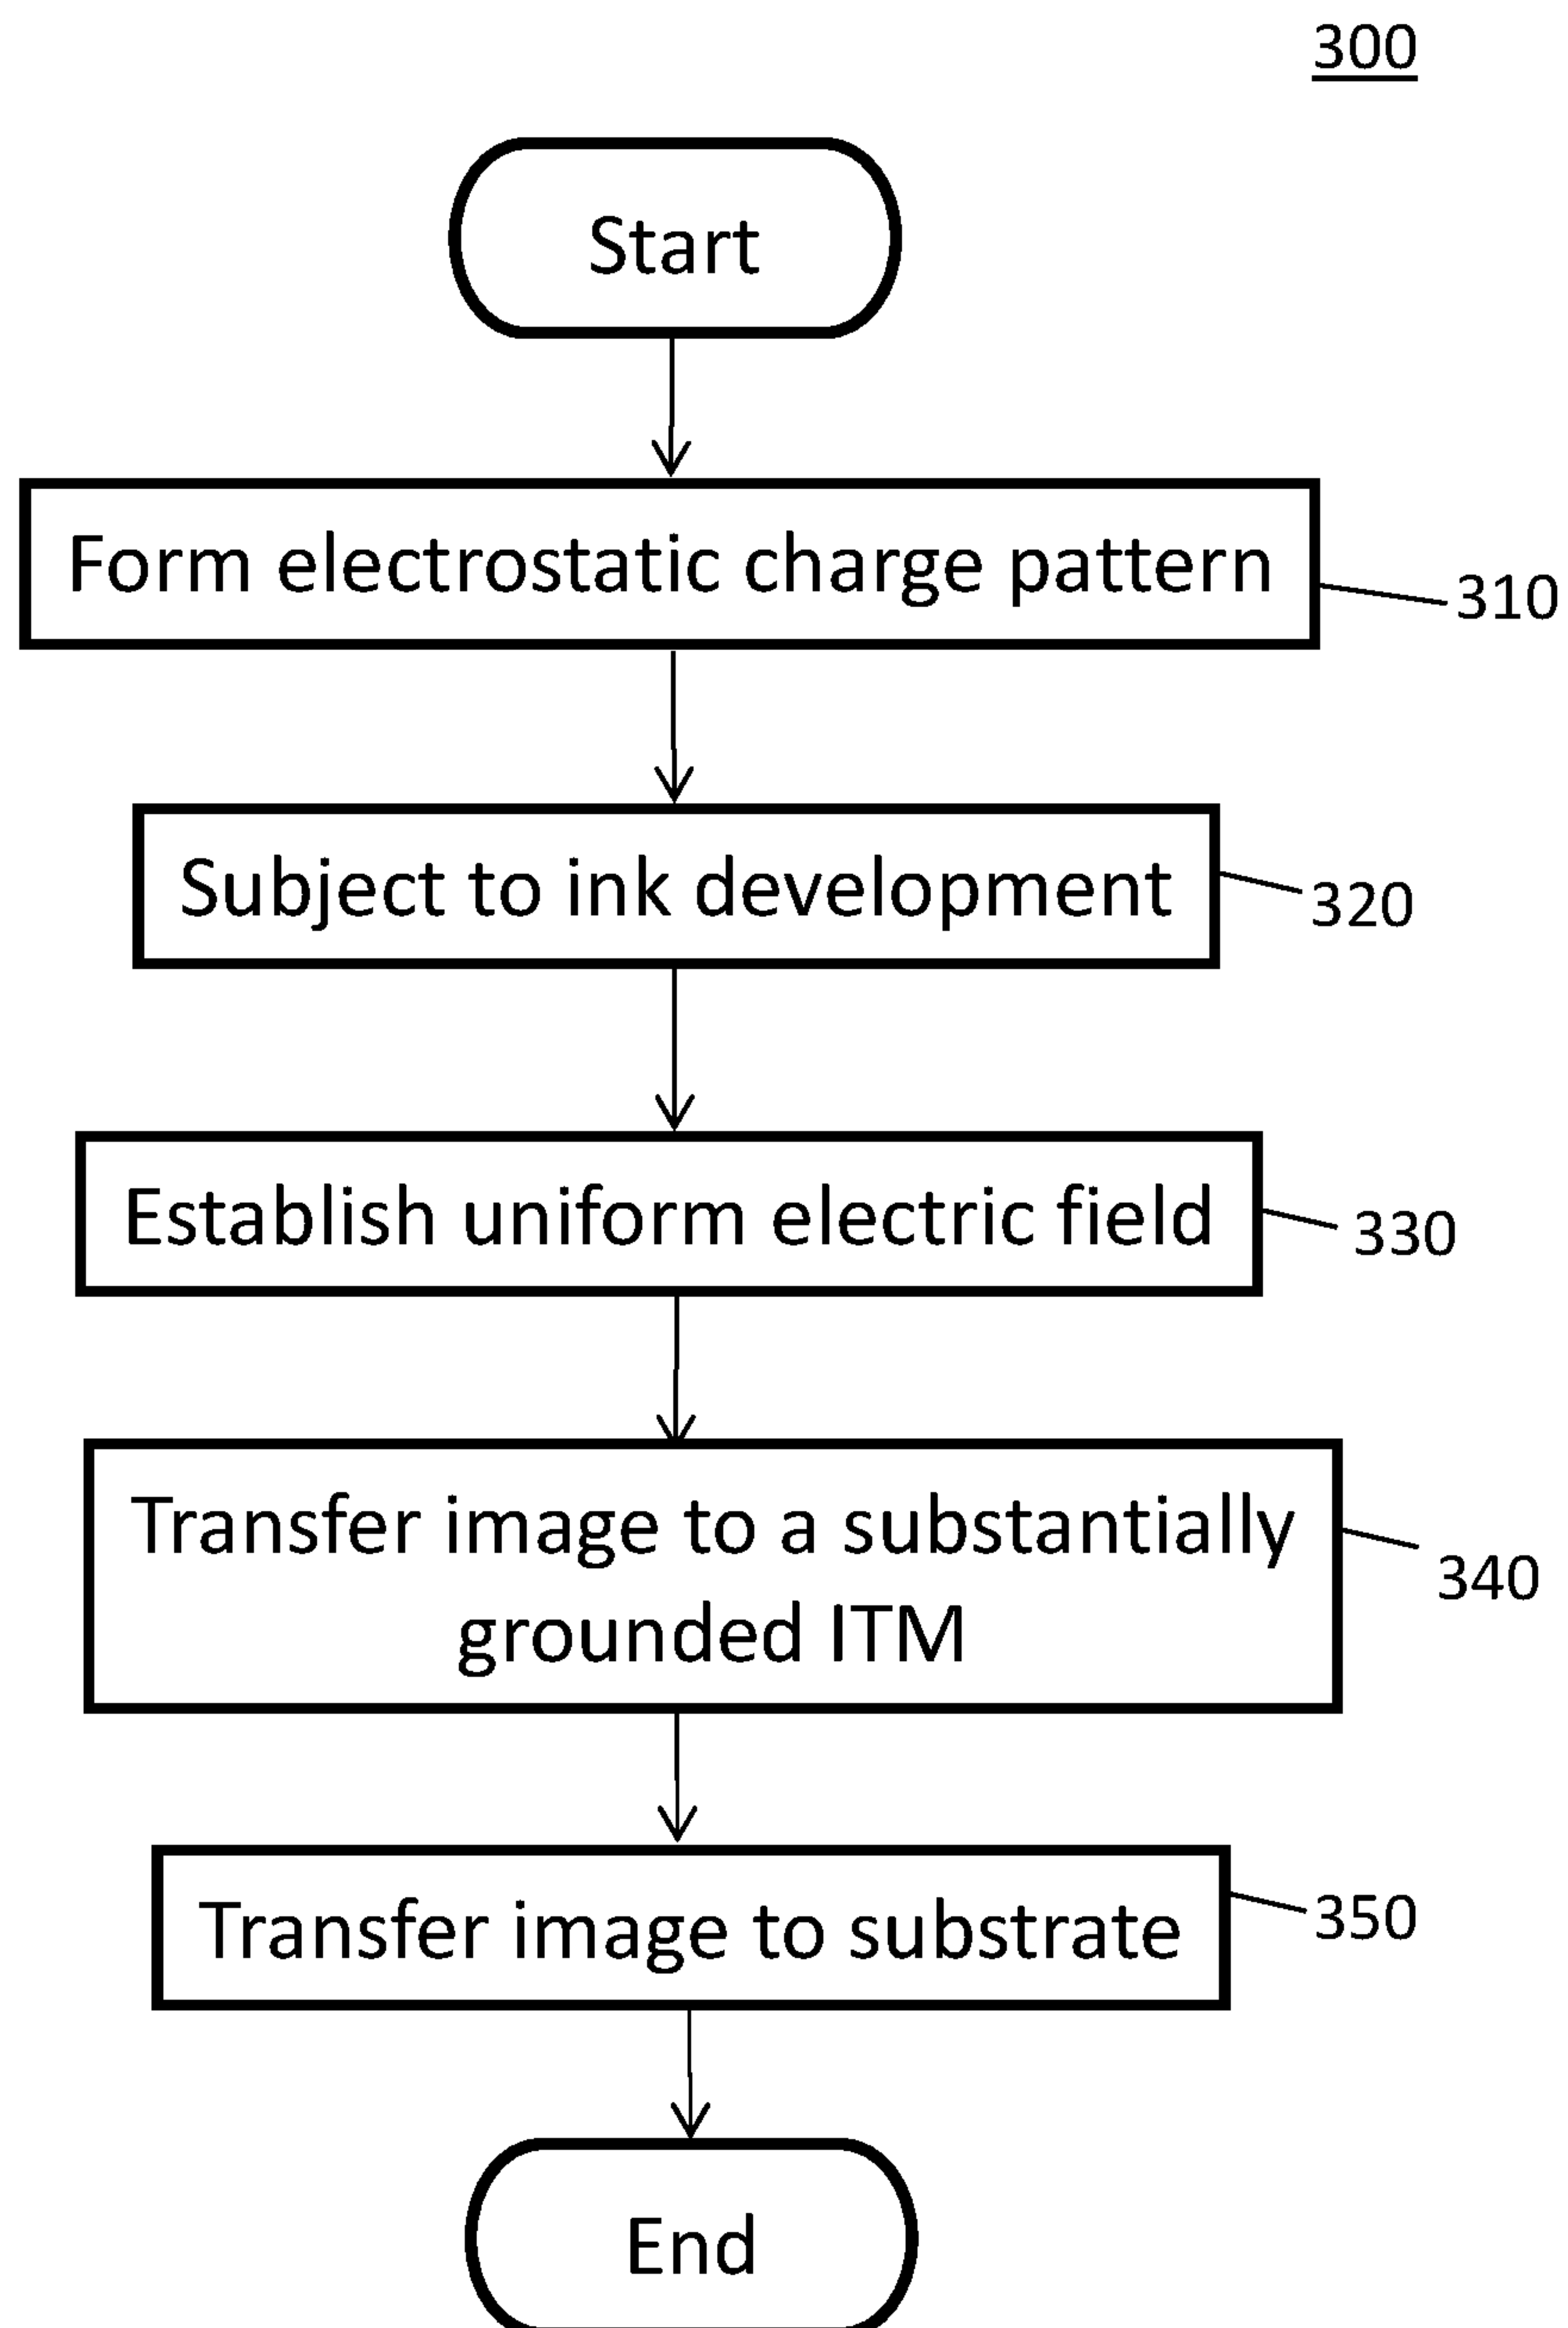 300
Start
Form electrostatic charge pattern
310
Subject to ink development
320
Establish uniform electric field
330
Transfer image to a substantially
grounded ITM
340
Transfer image to substrate
350
End